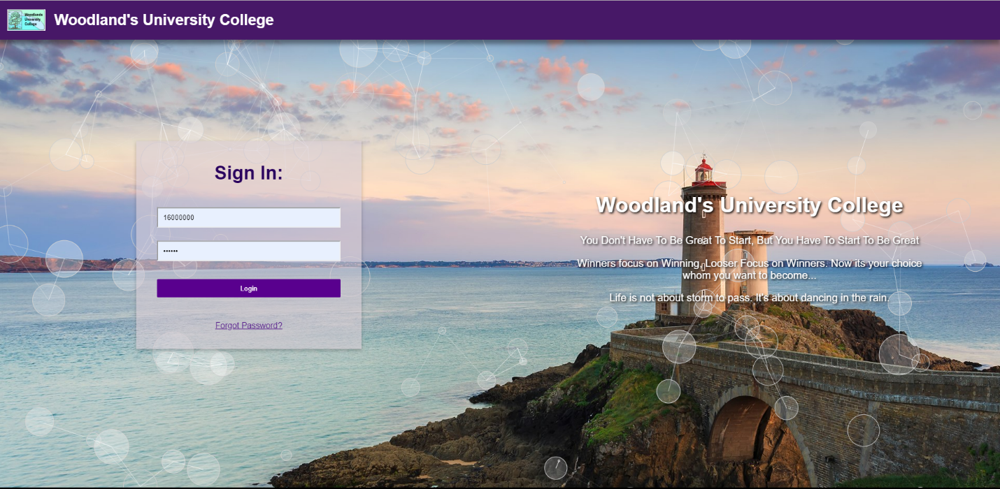 Woodlands
University
College
Woodland's University College
Sign In:
16000000
••••••
Login
Forgot Password?
Woodland's University College
You Don't Have To Be Great To Start, But You Have To Start To Be Great
Winners focus on Winning, Looser Focus on Winners. Now its your choice
whom you want to become...
Life is not about storm to pass. It's about dancing in the rain.